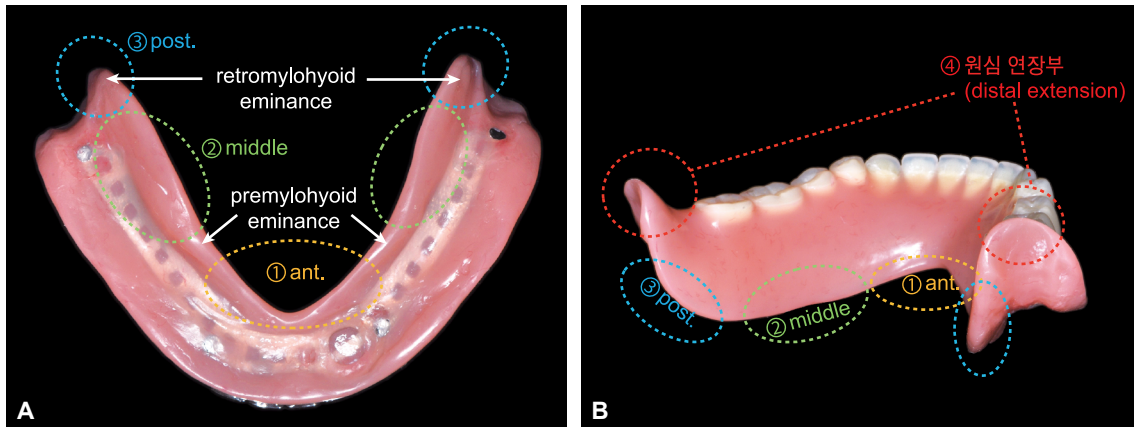 ③ post.
retromylohyoid
eminance
② middle
premylohyoid
eminance
① ant.
A
④ 원심 연장부
(distal extension)
③ post.
② middle
① ant.
B